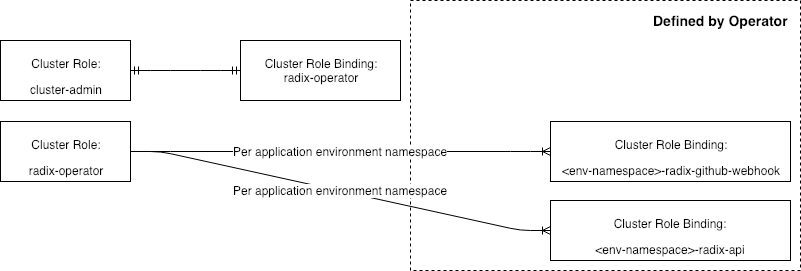 Defined by Operator
Cluster Role:
cluster-admin
Cluster Role Binding:
radix-operator
Cluster Role:
radix-operator
Per application environment namespace
Cluster Role Binding:
<env-namespace>-radix-github-webhook
Per application environment namespace
Cluster Role Binding:
<env-namespace>-radix-api